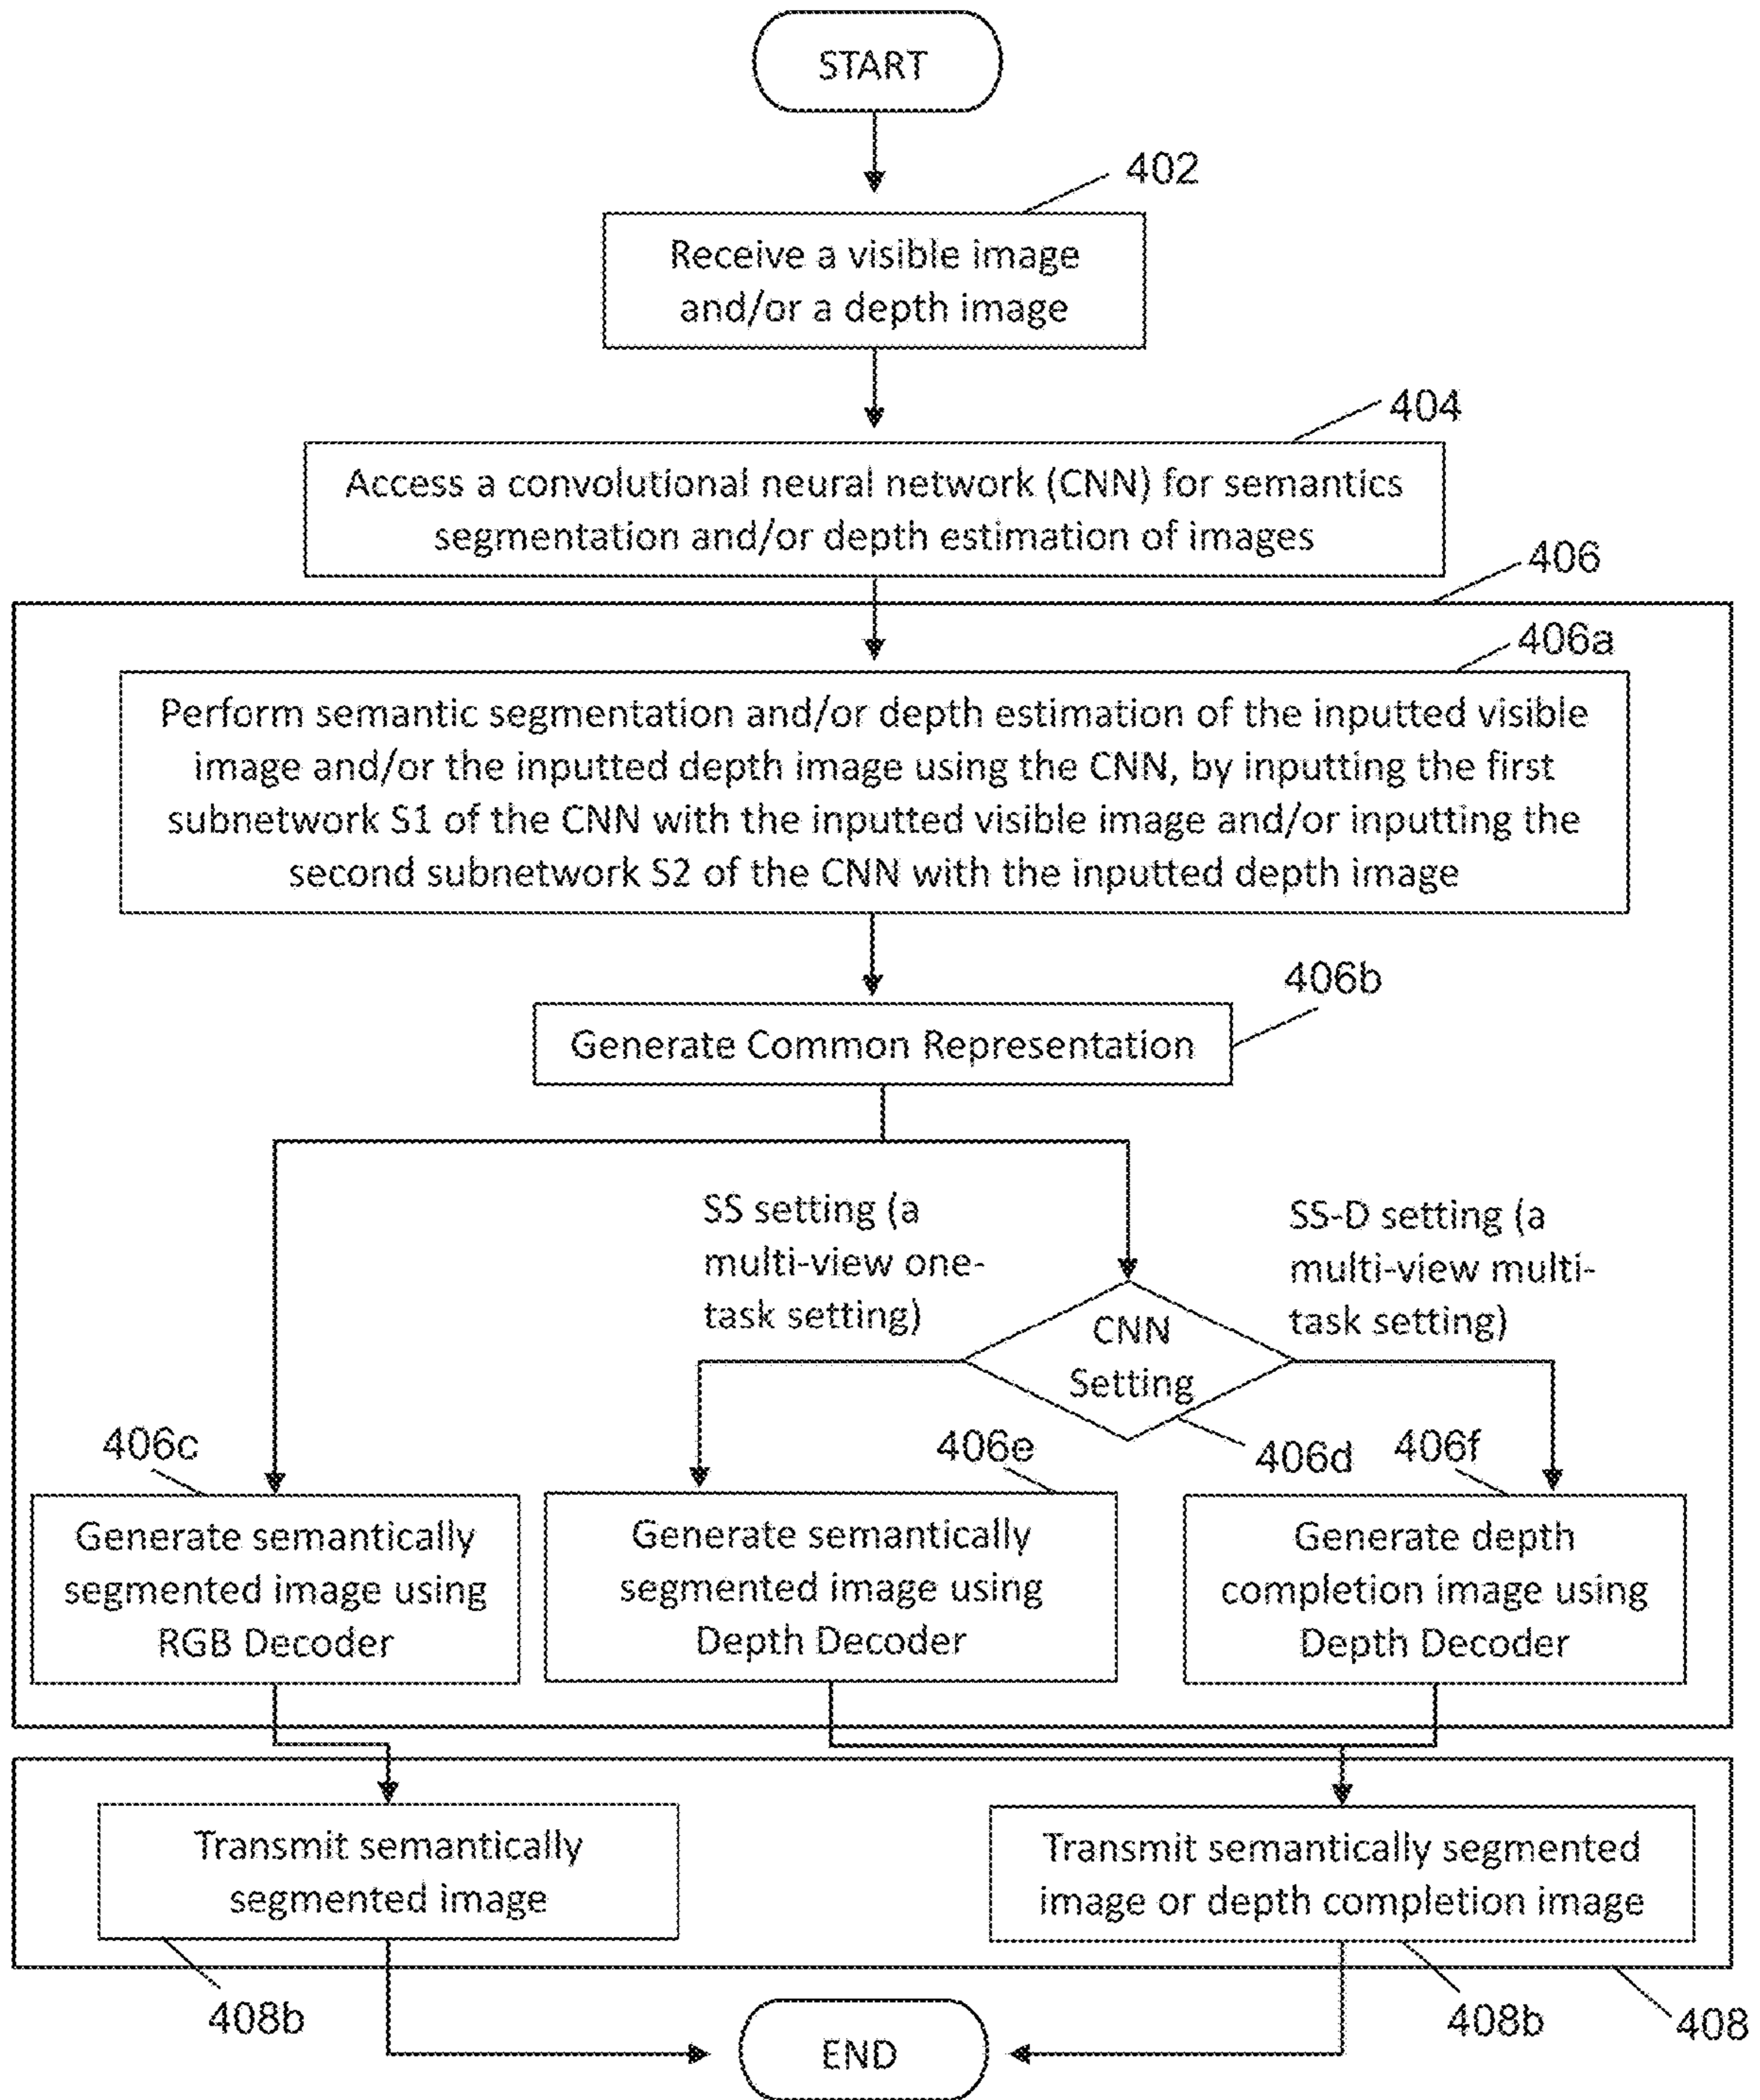 START
402
Receive a visible image
and/or a depth image
404
Access a convolutional neural network (CNN) for semantics
segmentation and/or depth estimation of images
406
406a
Perform semantic segmentation and/or depth estimation of the inputted visible
image and/or the inputted depth image using the CNN, by inputting the first
subnetwork S1 of the CNN with the inputted visible image and/or inputting the
second subnetwork S2 of the CNN with the inputted depth image
406b
Generate Common Representation
SS setting (a
multi-view one-
task setting)
SS-D setting (a
multi-view multi-
task setting)
CNN
Setting
406d
406c
Generate semantically
segmented image using
RGB Decoder
406e
Generate semantically
segmented image using
Depth Decoder
406f
Generate depth
completion image using
Depth Decoder
Transmit semantically
segmented image
408b
Transmit semantically segmented
image or depth completion image
408b
408
END